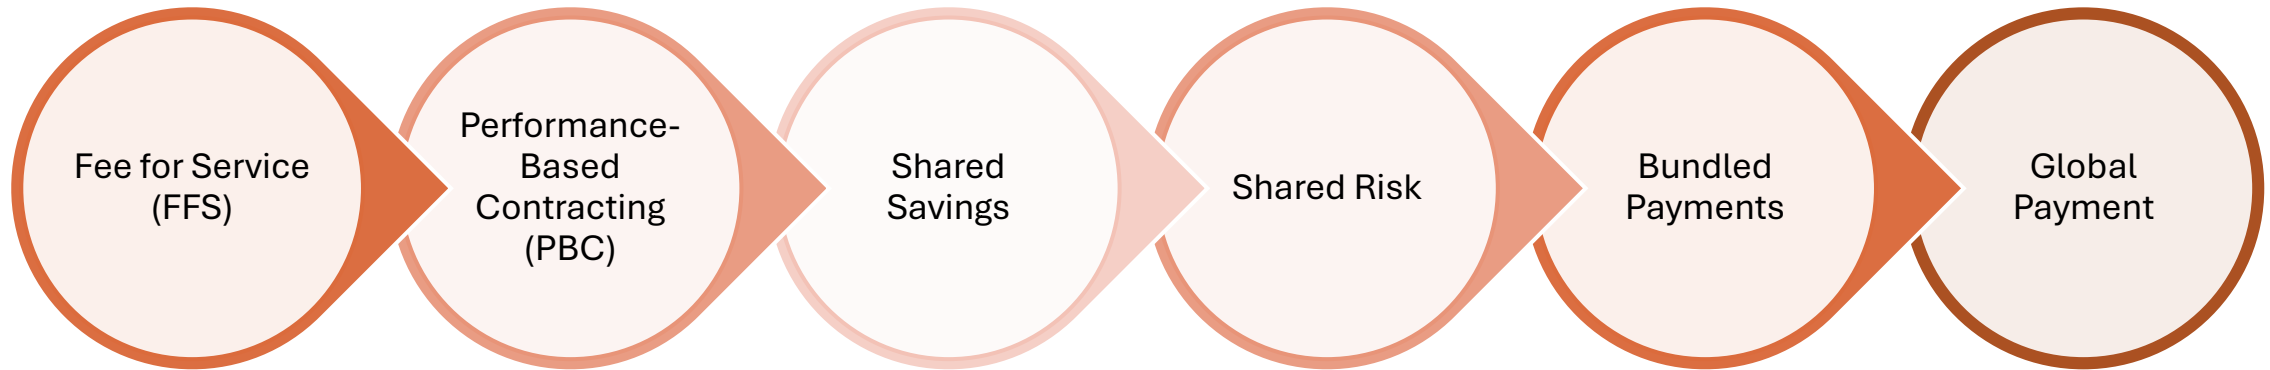 Fee for Service
(FFS)
Performance-
Based
Contracting
(PBC)
Shared
Savings
Shared Risk
Bundled
Payments
Global
Payment